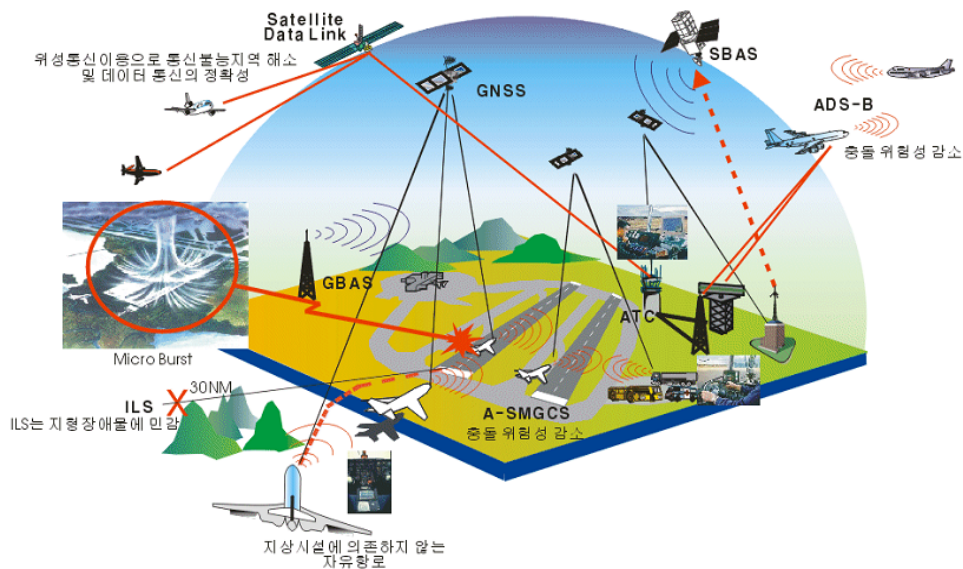 Satellite
Data Link
위성통신이용으로 통신불능지역 해소
및 데이터 통신의 정확성
GNSS
SBAS
ADS-B
충돌 위험성 감소
GBAS
ATC
Micro Burst
30NM
ILS
ILS는 지형장애물에 민감
A-SMGCS
충돌 위험성 감소
지상시설에 의존하지 않는
자유항로